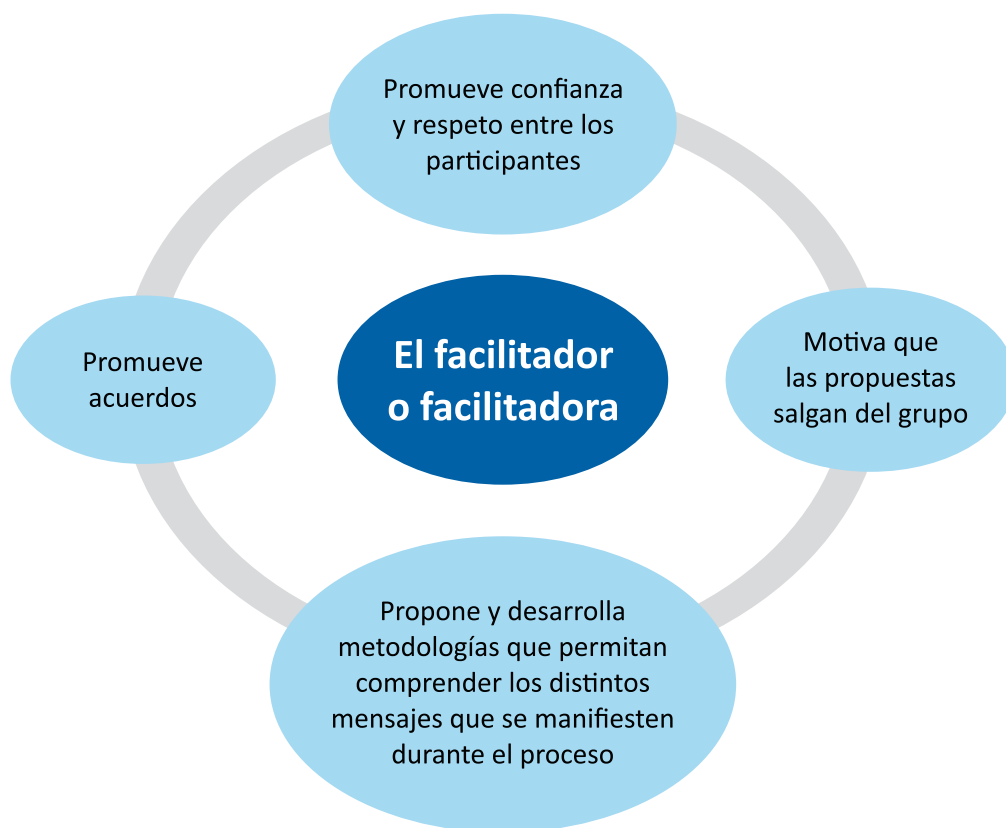 Promueve confianza
y respeto entre los
participantes
Promueve
acuerdos
El facilitador
o facilitadora
Motiva que
las propuestas
salgan del grupo
Propone y desarrolla
metodologías que permitan
comprender los distintos
mensajes que se manifiesten
durante el proceso